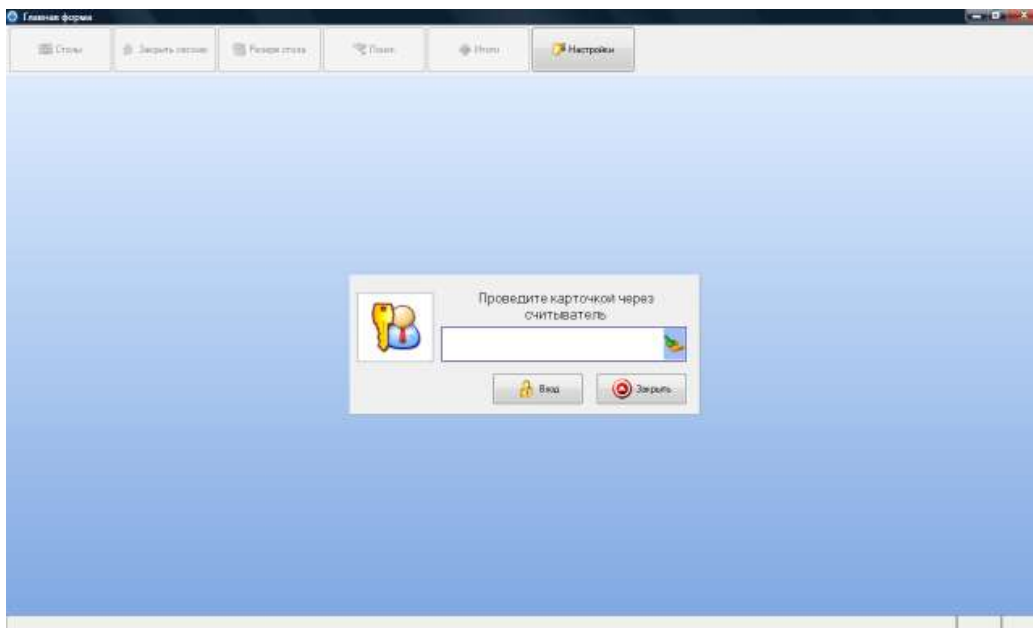 Главная форма
Столы
Закрыть сессию
Резерв стола
Поиск
Итого
Настройки
Проведите карточкой через
считыватель
Вход
Закрыть